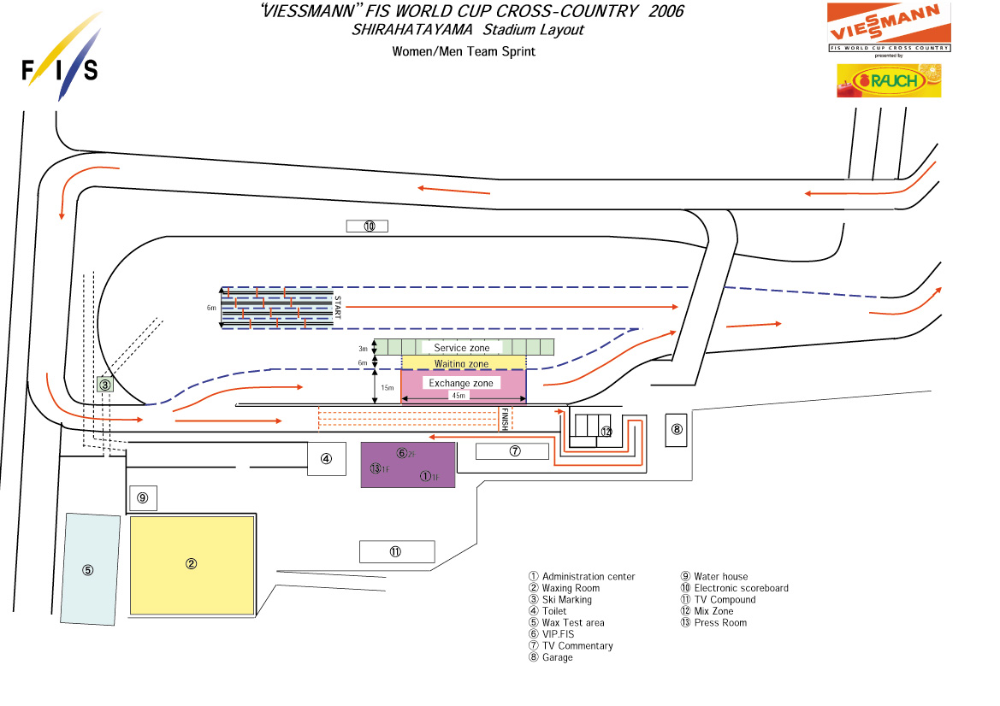 "VIESSMANN" FIS WORLD CUP CROSS-COUNTRY 2006
SHIRAHATAYAMA Stadium Layout
Women/Men Team Sprint
FIS
VIESSMANN
FIS WORLD CUP CROSS COUNTRY
presented by
RAUCH
⑩
6m
START
3m
Service zone
6m
Waiting zone
15m
Exchange zone
45m
③
FINISH
⑫
⑧
④
⑥2F
⑬1F
①1F
⑦
⑨
⑤
②
⑪
① Administration center
② Waxing Room
③ Ski Marking
④ Toilet
⑤ Wax Test area
⑥ VIP.FIS
⑦ TV Commentary
⑧ Garage
⑨ Water house
⑩ Electronic scoreboard
⑪ TV Compound
⑫ Mix Zone
⑬ Press Room